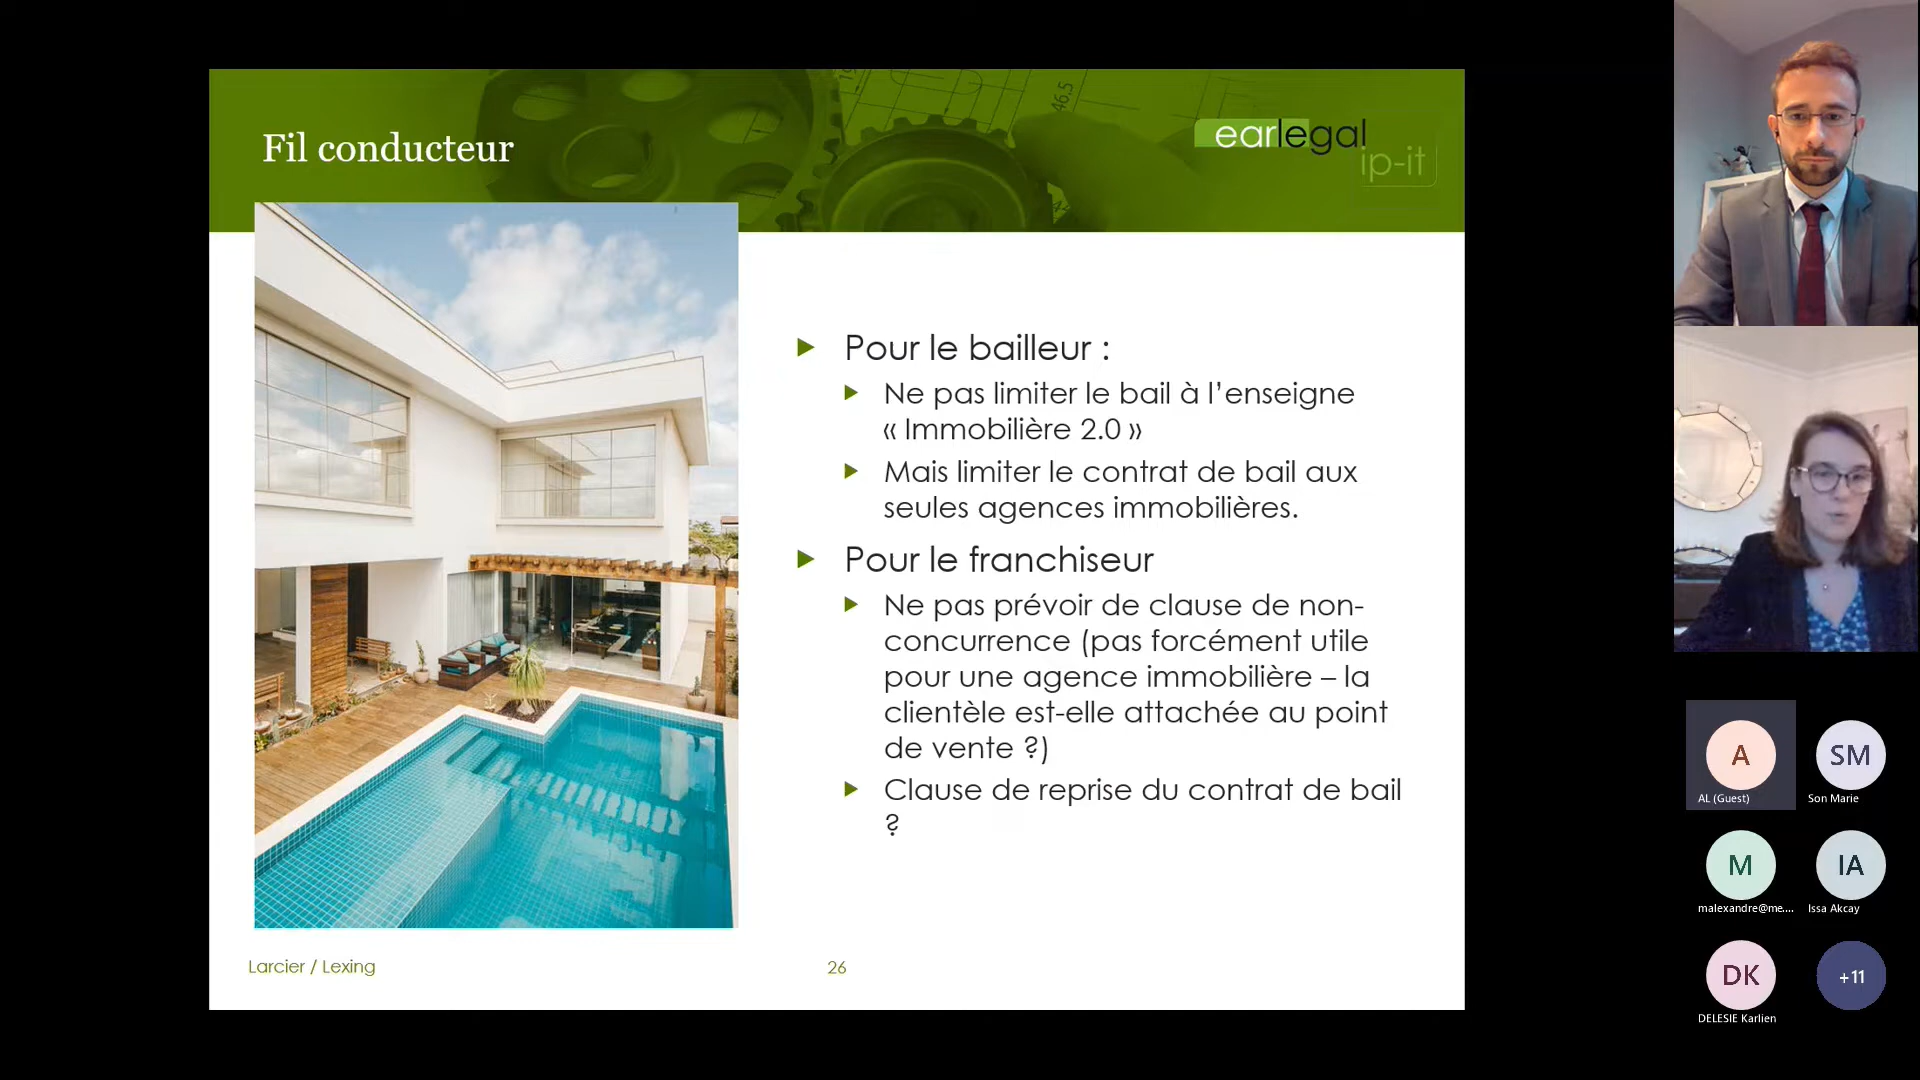 Fil conducteur
46,5
earlegal
ip-it
Pour le bailleur :
Ne pas limiter le bail à l’enseigne
« Immobilière 2.0 »
Mais limiter le contrat de bail aux
seules agences immobilières.
Pour le franchiseur
Ne pas prévoir de clause de non-
concurrence (pas forcément utile
pour une agence immobilière – la
clientèle est-elle attachée au point
de vente ?)
Clause de reprise du contrat de bail
?
Larcier / Lexing
26
A
AL (Guest)
SM
Son Marie
M
malexandre@me....
IA
Issa Akcay
DK
DELESIE Karlien
+11